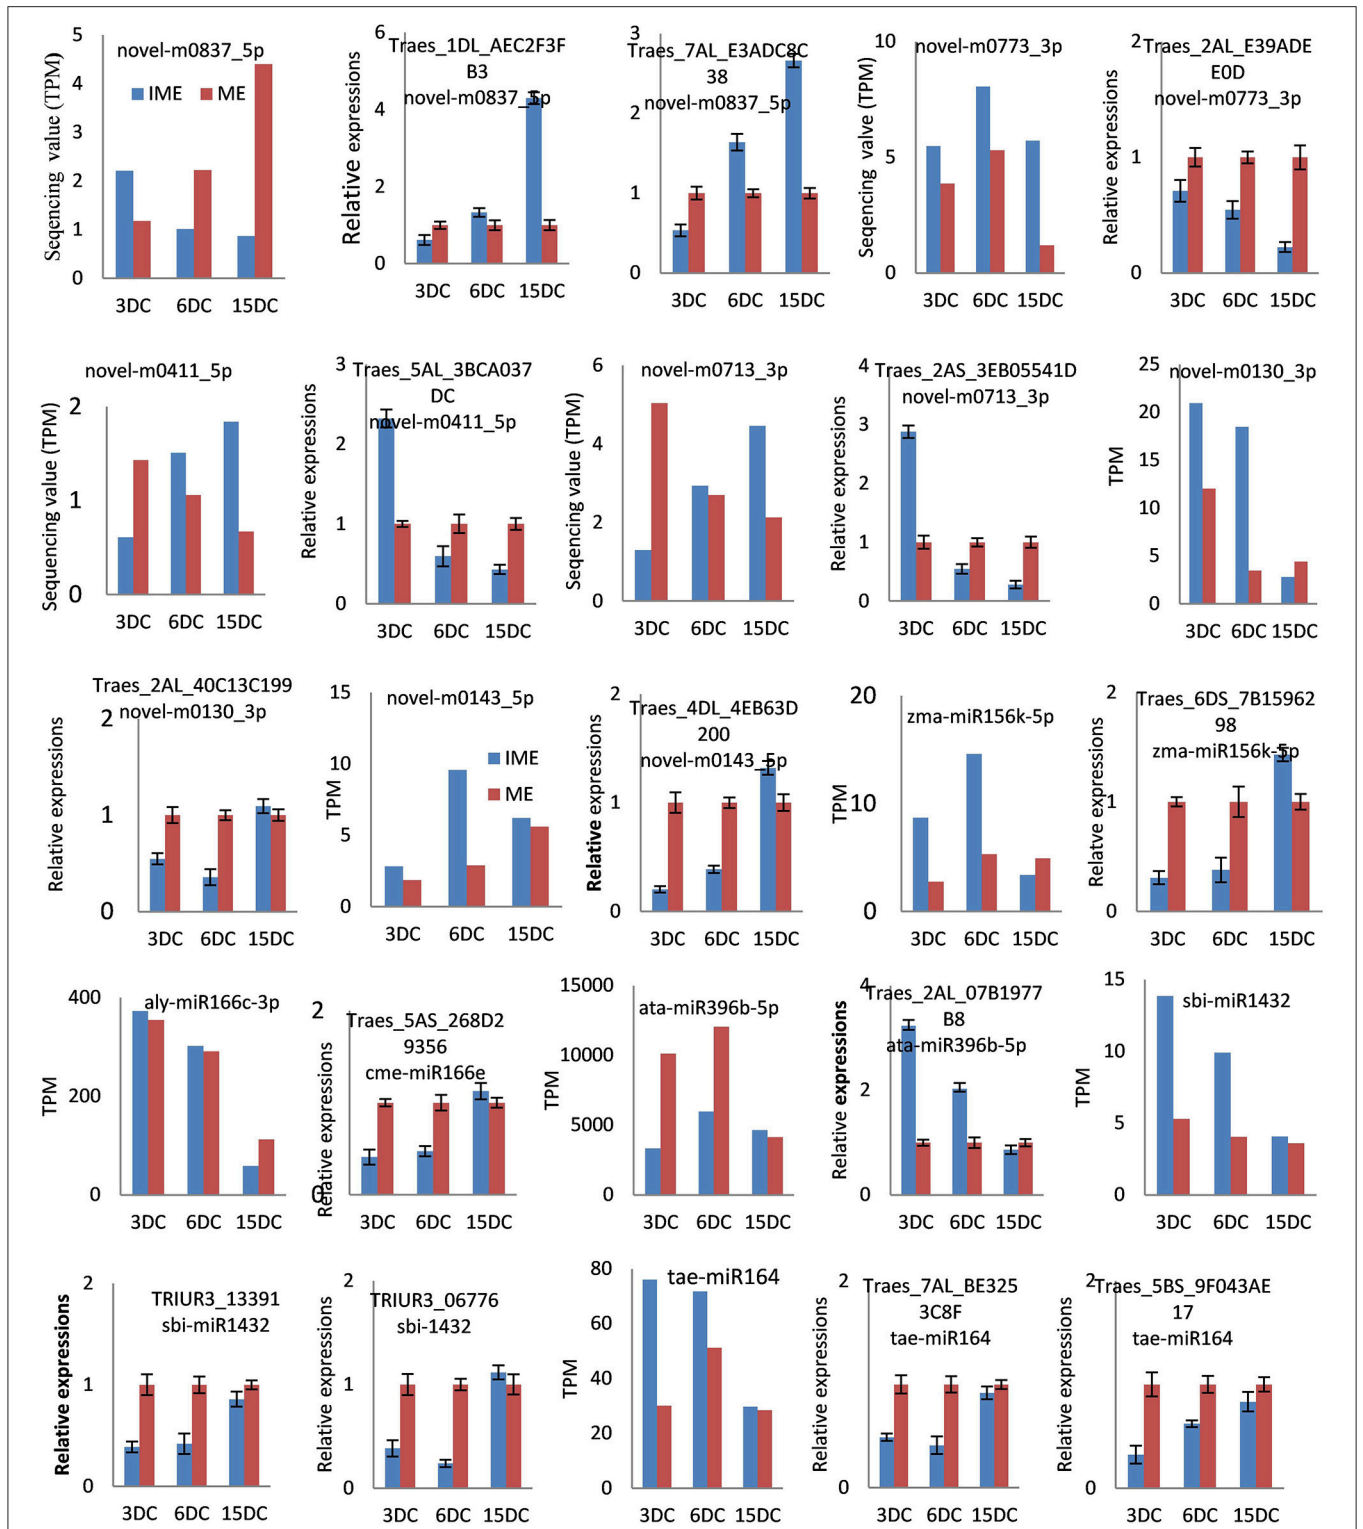 novel-m0837_5p
IME ME
Seqencing value (TPM)
5
4
3
2
1
0
3DC 6DC 15DC
Traes_1DL_AEC2F3F
B3
novel-m0837_5p
Relative expressions
6
4
2
0
3DC 6DC 15DC
Traes_7AL_E3ADC8C
38
novel-m0837_5p
Relative expressions
3
2
1
0
3DC 6DC 15DC
novel-m0773_3p
Seqencing valve (TPM)
10
5
0
3DC 6DC 15DC
Traes_2AL_E39ADE
E0D
novel-m0773_3p
Relative expressions
2
1
0
3DC 6DC 15DC
novel-m0411_5p
Sequencing value (TPM)
2
1
0
3DC 6DC 15DC
Traes_5AL_3BCA037
DC
novel-m0411_5p
Relative expressions
3
2
1
0
3DC 6DC 15DC
novel-m0713_3p
Seqencing value (TPM)
6
4
2
0
3DC 6DC 15DC
Traes_2AS_3EB05541D
novel-m0713_3p
Relative expressions
4
3
2
1
0
3DC 6DC 15DC
novel-m0130_3p
TPM
25
20
15
10
5
0
3DC 6DC 15DC
Traes_2AL_40C13C199
novel-m0130_3p
Relative expressions
2
1
0
3DC 6DC 15DC
novel-m0143_5p
IME
ME
TPM
15
10
5
0
3DC 6DC 15DC
Traes_4DL_4EB63D
200
novel-m0143_5p
Relative expressions
2
1
0
3DC 6DC 15DC
zma-miR156k-5p
TPM
20
10
0
3DC 6DC 15DC
Traes_6DS_7B15962
98
zma-miR156k-5p
Relatve expressions
2
1
0
3DC 6DC 15DC
aly-miR166c-3p
TPM
400
200
0
3DC 6DC 15DC
Traes_5AS_268D2
9356
cme-miR166e
Relative expressions
2
0
3DC 6DC 15DC
ata-miR396b-5p
TPM
15000
10000
5000
0
3DC 6DC 15DC
Traes_2AL_07B1977
B8
ata-miR396b-5p
Relative expressions
4
2
0
3DC 6DC 15DC
sbi-miR1432
TPM
15
10
5
0
3DC 6DC 15DC
TRIUR3_13391
sbi-miR1432
Relative expressions
2
1
0
3DC 6DC 15DC
TRIUR3_06776
sbi-1432
Relative expressions
2
1
0
3DC 6DC 15DC
tae-miR164
TPM
80
60
40
20
0
3DC 6DC 15DC
Traes_7AL_BE325
3C8F
tae-miR164
Relative expressions
2
1
0
3DC 6DC 15DC
Traes_5BS_9F043AE
17
tae-miR164
Relative expressions
2
1
0
3DC 6DC 15DC